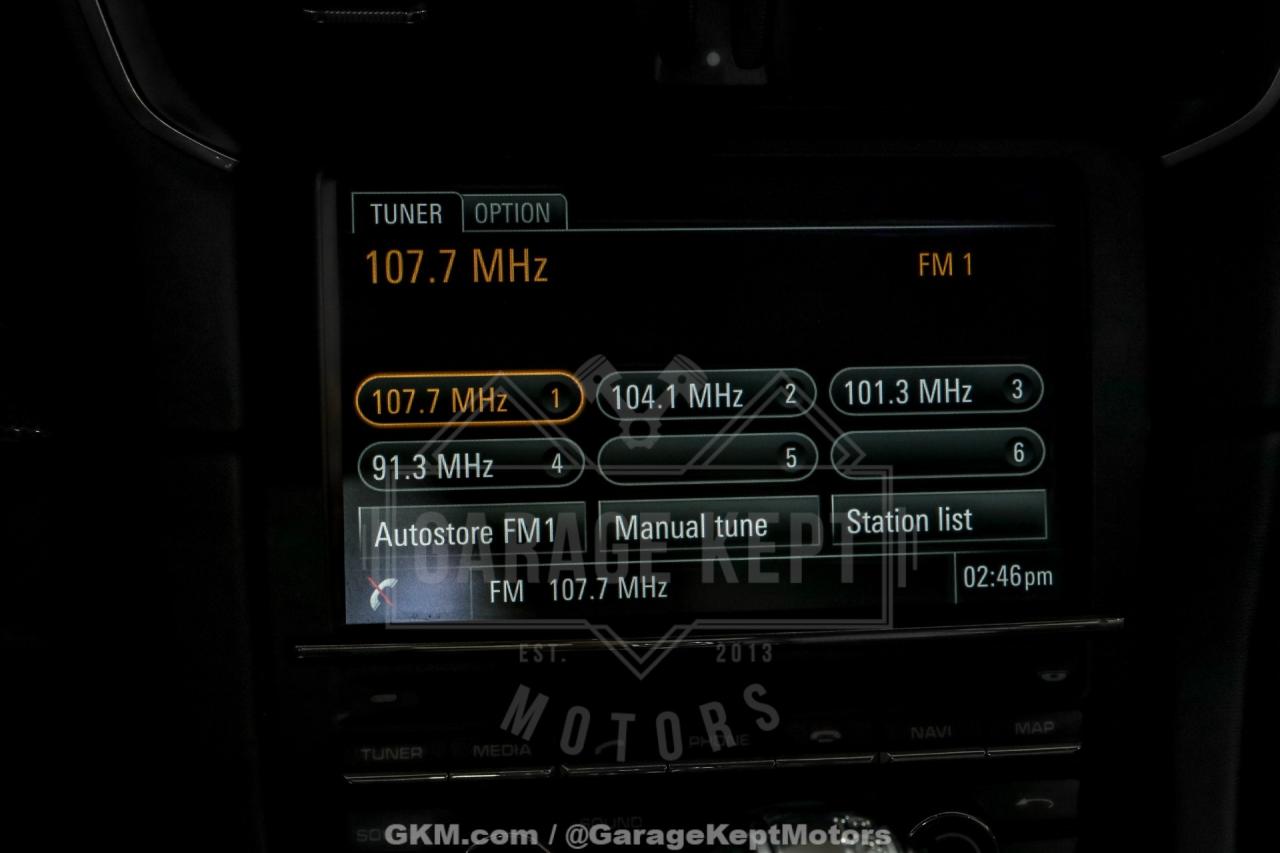 TUNER OPTION
107.7 MHz FM 1
107.7 MHz 1 104.1 MHz 2 101.3 MHz 3
91.3 MHz 4 5 6
Autostore FM1 Manual tune Station list
GARAGE KEPT
FM 107.7 MHz 02:46pm
EST. 2013
MOTORS
TUNER MEDIA PHONE NAVI MAP
SOUND
GKM.com / @GarageKeptMotors